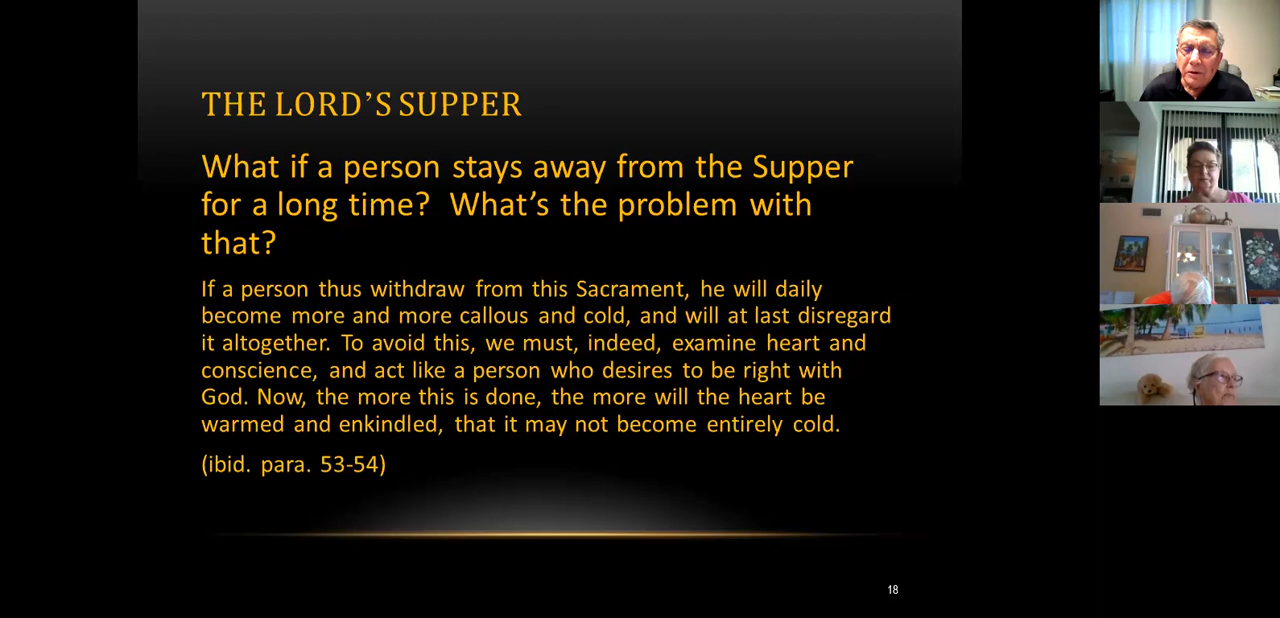 THE LORD’S SUPPER
What if a person stays away from the Supper
for a long time?  What’s the problem with
that?
If a person thus withdraw from this Sacrament, he will daily
become more and more callous and cold, and will at last disregard
it altogether. To avoid this, we must, indeed, examine heart and
conscience, and act like a person who desires to be right with
God. Now, the more this is done, the more will the heart be
warmed and enkindled, that it may not become entirely cold.
(ibid. para. 53-54)
18